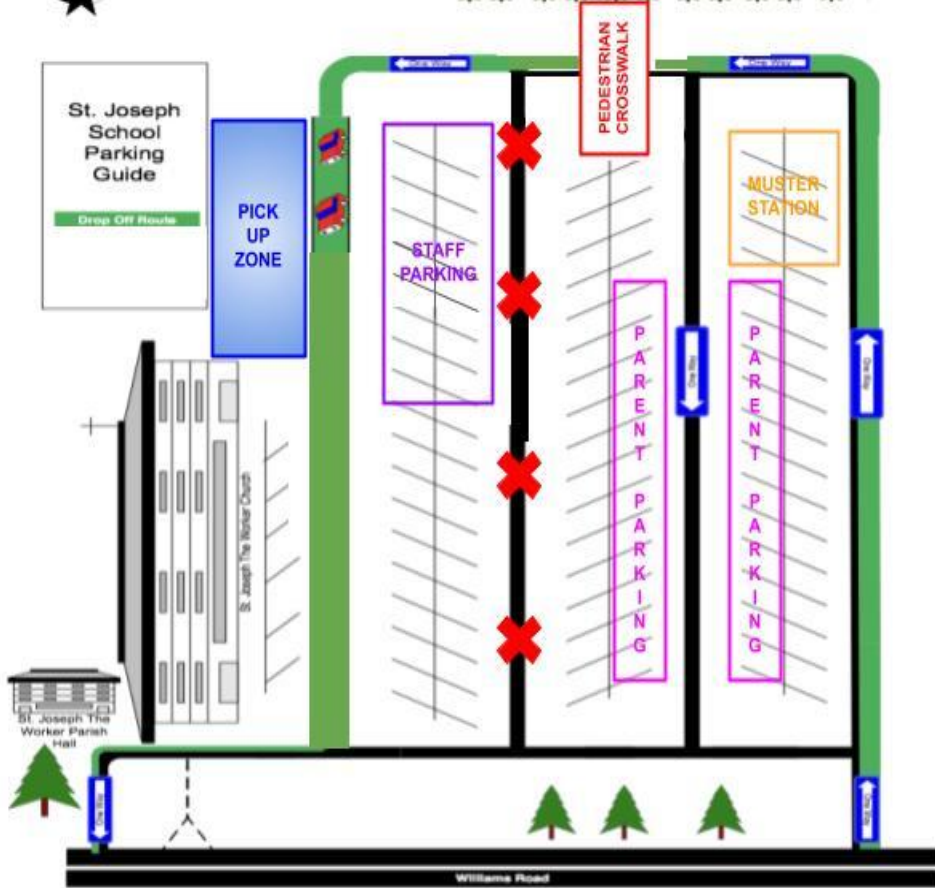 One Way
One Way
PEDESTRIAN
CROSSWALK
St. Joseph
School
Parking
Guide
Drop Off Route
PICK
UP
ZONE
STAFF
PARKING
MUSTER
STATION
PARENT PARKING
One Way
PARENT PARKING
One Way
St. Joseph The Worker Church
St. Joseph The
Worker Parish
Hall
One Way
One Way
Williams Road